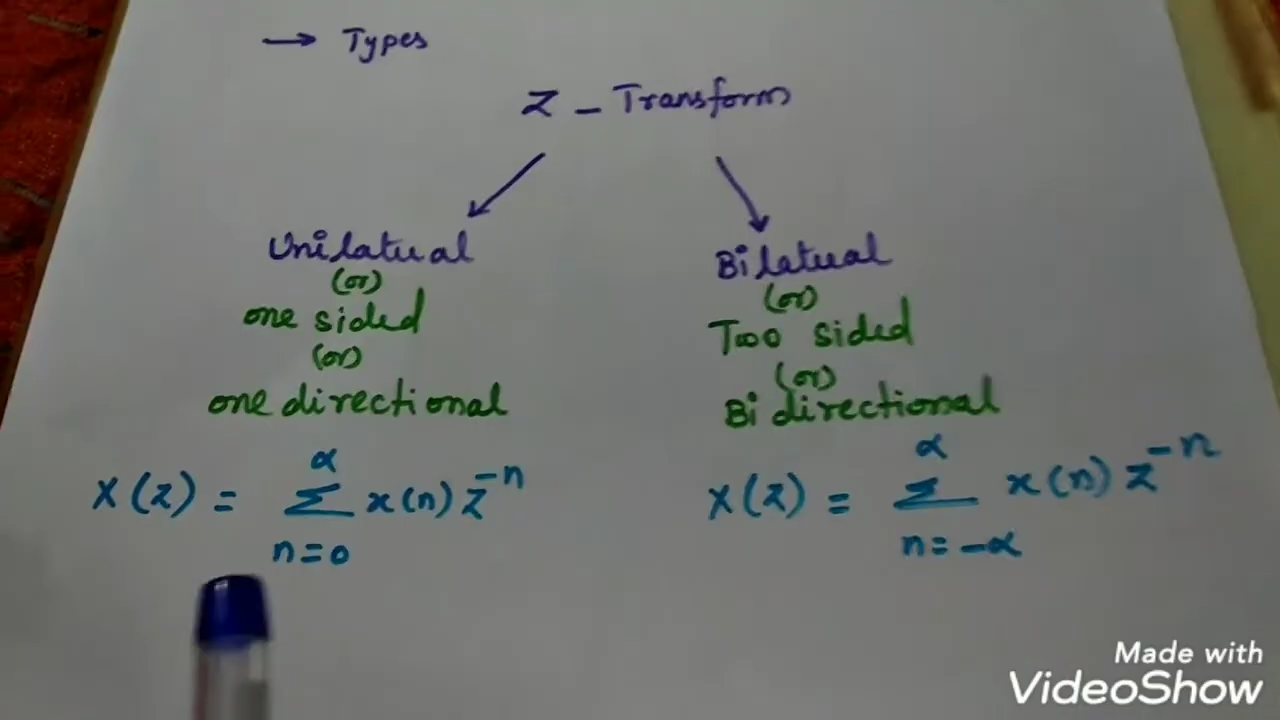 → Types
Z - Transform
Unilatual
(or)
one sided
(or)
one directional
X(z) = ∑ x(n) z⁻ⁿ
α
n=0
Bilatual
(or)
Two sided
(or)
Bi directional
X(z) = ∑ x(n) z⁻ⁿ
α
n=-α
Made with
VideoShow